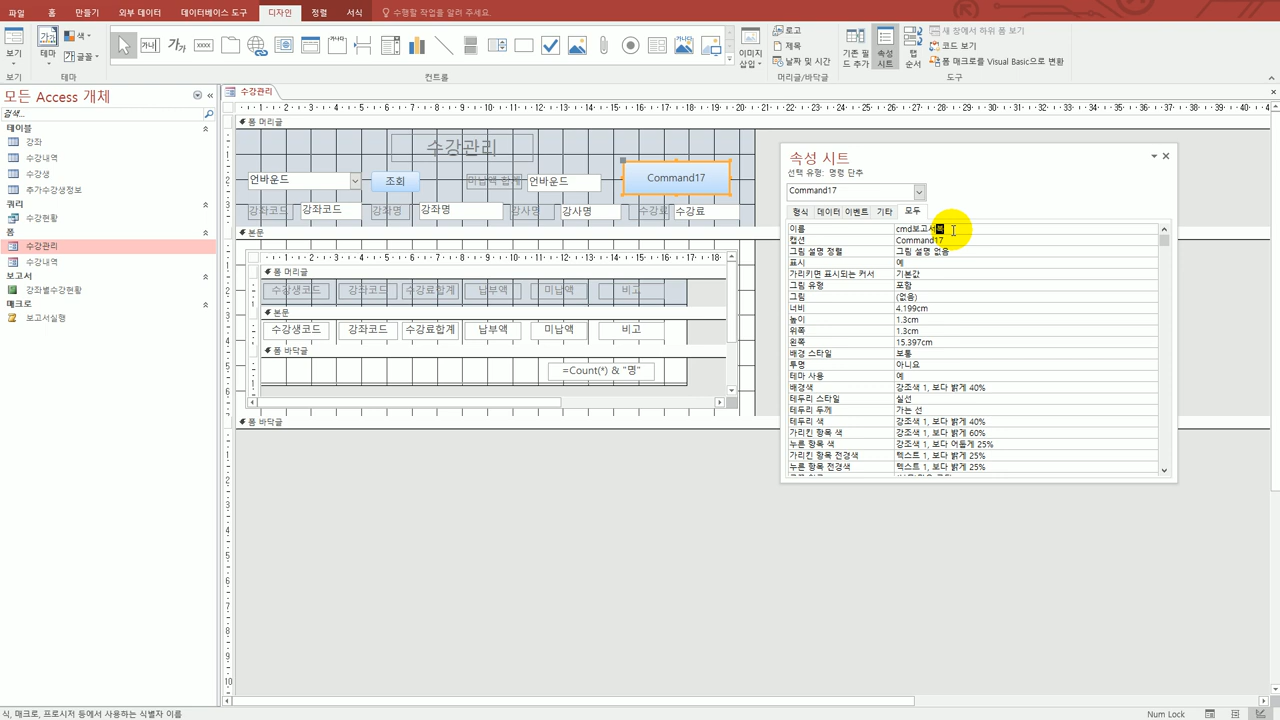 파일 홈 만들기 외부 데이터 데이터베이스 도구 디자인 정렬 서식 수행할 작업을 알려 주세요.
보기 테마 색 글꼴 가나 가가 xxxx 이미지 삽입 로고 제목 날짜 및 시간 기존 필드 추가 속성 시트 탭 순서 새 창에서 하위 폼 보기 코드 보기 폼 매크로를 Visual Basic으로 변환
보기 테마 컨트롤 머리글/바닥글 도구
모든 Access 개체
검색...
테이블
강좌
수강내역
수강생
추가수강생정보
쿼리
수강현황
폼
수강관리
수강내역
보고서
강좌별수강현황
매크로
보고서실행
수강관리
폼 머리글
수강관리
언바운드 조회 미납액 합계 언바운드 Command17
강좌코드 강좌코드 강좌명 강좌명 강사명 강사명 수강료 수강료
본문
폼 머리글
수강생코드 강좌코드 수강료합계 납부액 미납액 비고
본문
수강생코드 강좌코드 수강료합계 납부액 미납액 비고
폼 바닥글
=Count(*) & "명"
폼 바닥글
속성 시트
선택 유형: 명령 단추
Command17
형식 데이터 이벤트 기타 모두
이름 cmd보고서
캡션 Command17
그림 설명 정렬 그림 설명 없음
표시 예
가리키면 표시되는 커서 기본값
그림 유형 포함
그림 (없음)
너비 4.199cm
높이 1.3cm
위쪽 1.3cm
왼쪽 15.397cm
배경 스타일 보통
투명 아니요
테마 사용 예
배경색 강조색 1, 보다 밝게 40%
테두리 스타일 실선
테두리 두께 가는 선
테두리 색 강조색 1, 보다 밝게 40%
가리킨 항목 색 강조색 1, 보다 밝게 60%
누른 항목 색 강조색 1, 보다 어둡게 25%
가리킨 항목 전경색 텍스트 1, 보다 밝게 25%
누른 항목 전경색 텍스트 1, 보다 밝게 25%
식, 매크로, 프로시저 등에서 사용하는 식별자 이름 Num Lock